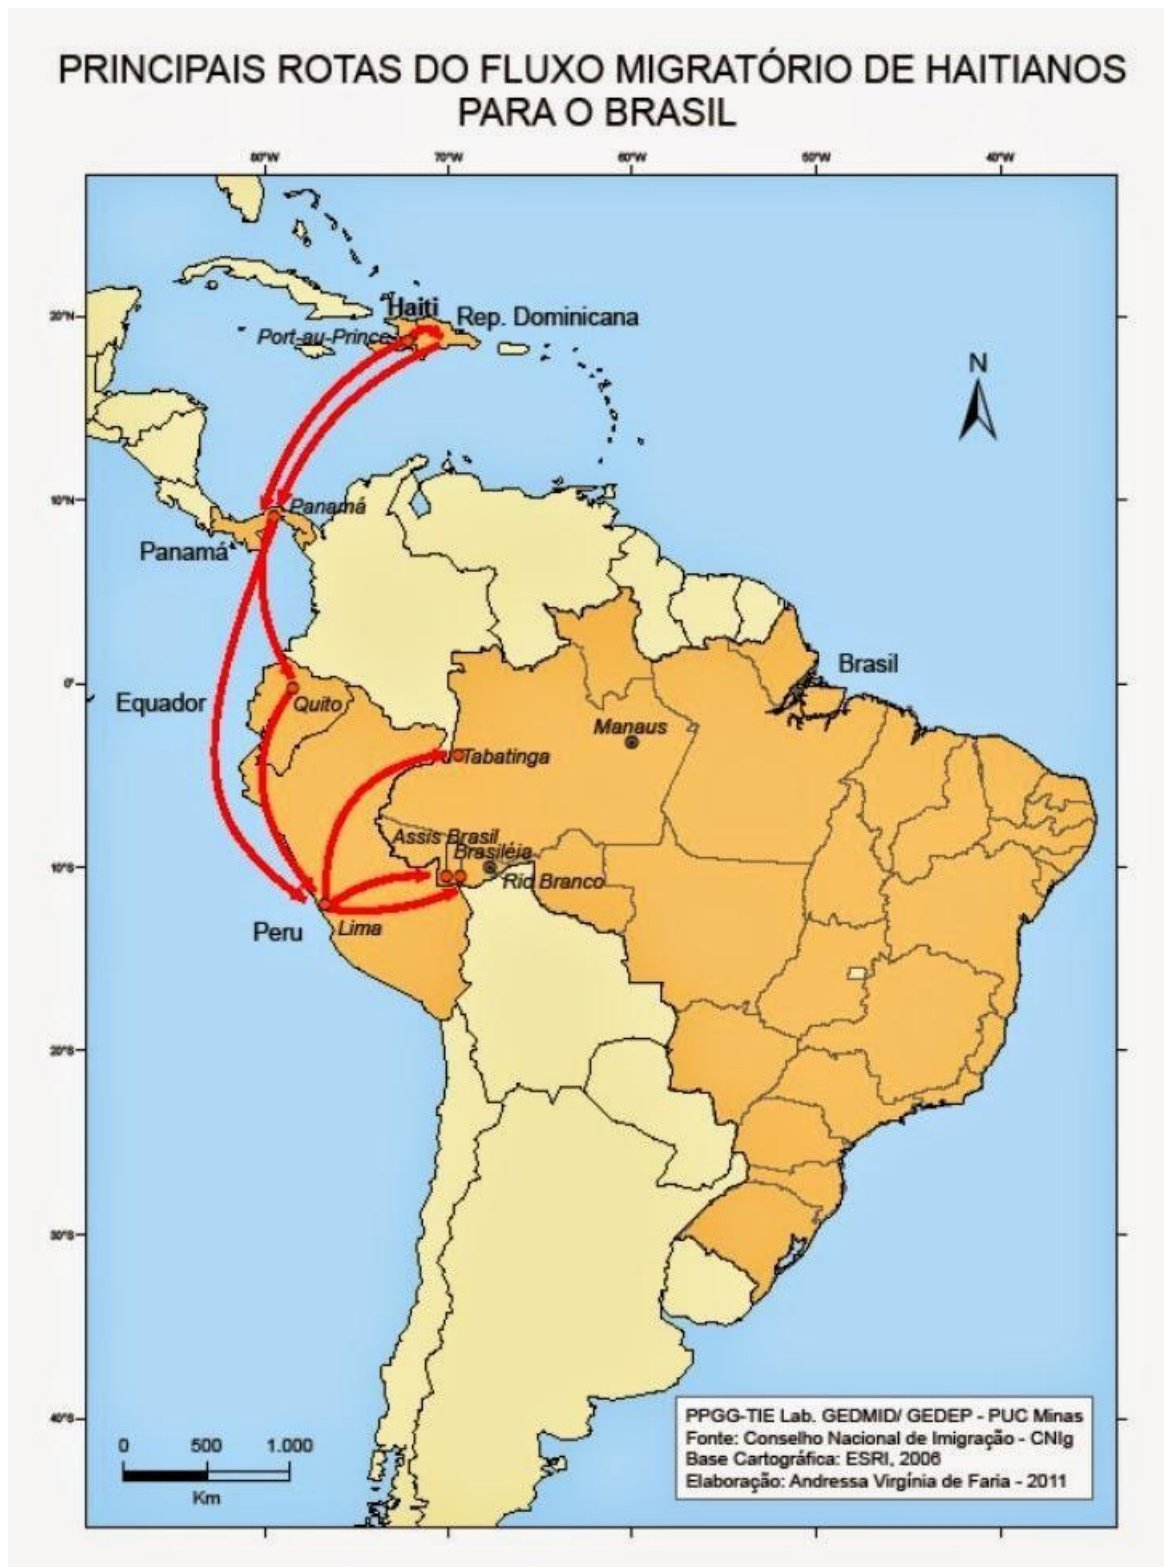 PRINCIPAIS ROTAS DO FLUXO MIGRATÓRIO DE HAITIANOS
PARA O BRASIL
80°W 70°W 60°W 50°W 40°W
Haiti
Rep. Dominicana
20°N
Port-au-Prince
N
10°N
Panamá
Panamá
Brasil
0°
Equador
Quito
Manaus
Tabatinga
Assis Brasil
Brasiléia
10°S
Rio Branco
Peru
Lima
20°S
30°S
40°S
0 500 1.000
Km
PPGG-TIE Lab. GEDMID/ GEDEP - PUC Minas
Fonte: Conselho Nacional de Imigração - CNIg
Base Cartográfica: ESRI, 2006
Elaboração: Andressa Virgínia de Faria - 2011